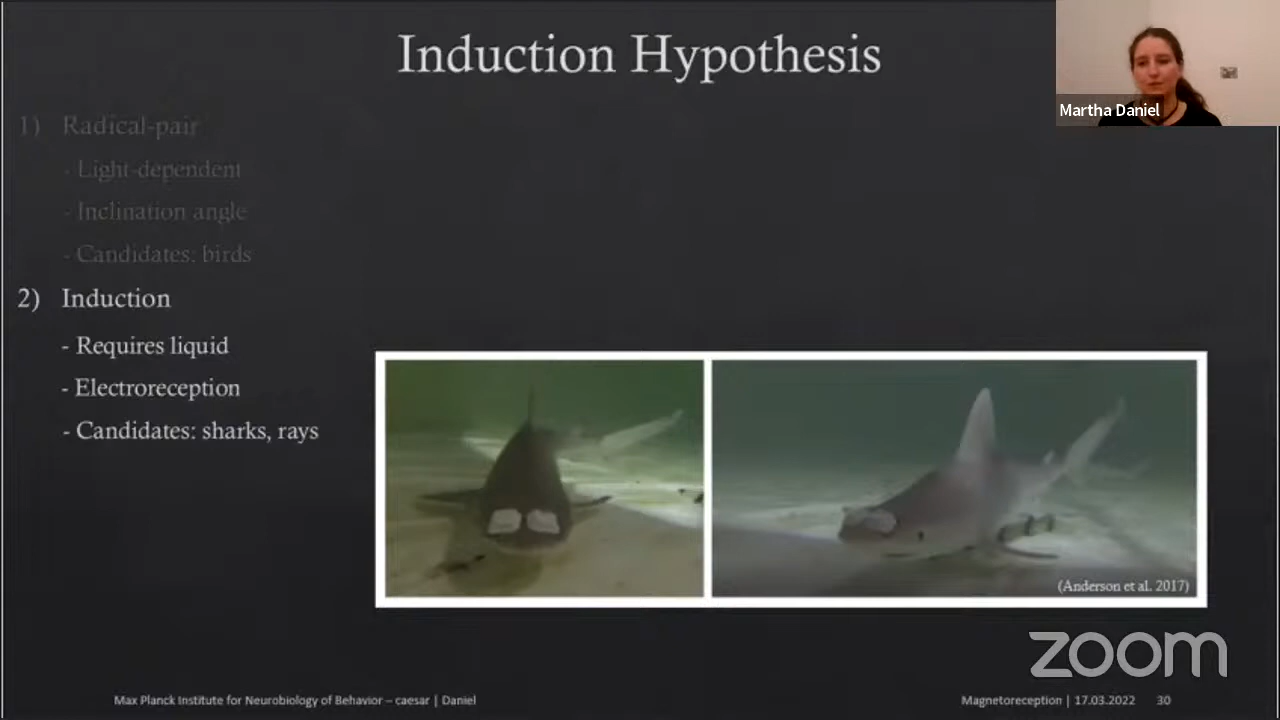 Induction Hypothesis
Martha Daniel
1) Radical-pair
- Light-dependent
- Inclination angle
- Candidates: birds
2) Induction
- Requires liquid
- Electroreception
- Candidates: sharks, rays
(Anderson et al. 2017)
zoom
Max Planck Institute for Neurobiology of Behavior – caesar | Daniel
Magnetoreception | 17.03.2022 30